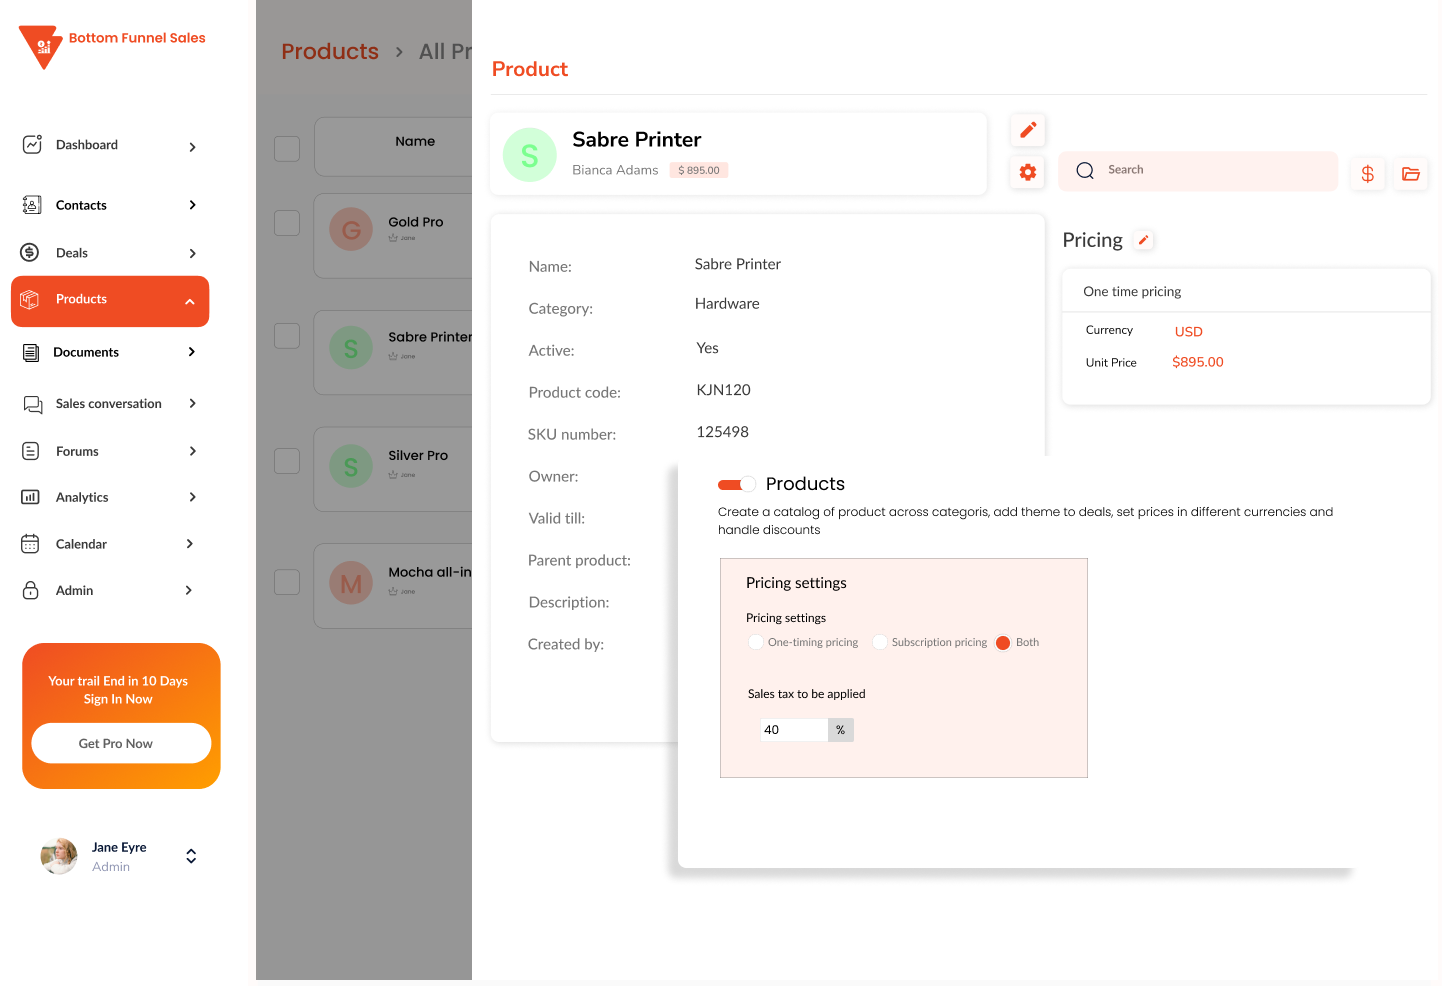 Bottom Funnel Sales
Dashboard
Contacts
Deals
Products
Documents
Sales conversation
Forums
Analytics
Calendar
Admin
Your trail End in 10 Days
Sign In Now
Get Pro Now
Jane Eyre
Admin
Products > All Pr
Name
Gold Pro
Jane
Sabre Printer
Jane
Silver Pro
Jane
Mocha all-in
Jane
Product
S
Sabre Printer
Bianca Adams $ 895.00
Search
Name: Sabre Printer
Category: Hardware
Active: Yes
Product code: KJN120
SKU number: 125498
Owner:
Valid till:
Parent product:
Description:
Created by:
Pricing
One time pricing
Currency USD
Unit Price $895.00
Products
Create a catalog of product across categoris, add theme to deals, set prices in different currencies and
handle discounts
Pricing settings
Pricing settings
One-timing pricing Subscription pricing Both
Sales tax to be applied
40 %
G
S
S
M